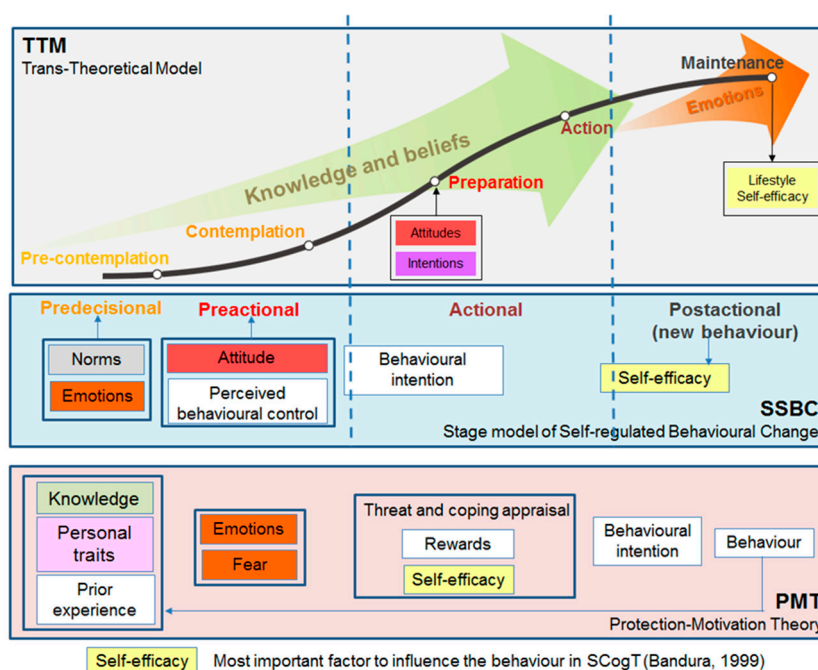 TTM
Trans-Theoretical Model
Maintenance
Emotions
Action
Knowledge and beliefs
Preparation
Lifestyle
Self-efficacy
Contemplation
Attitudes
Intentions
Pre-contemplation
Predecisional
Preactional
Actional
Postactional
(new behaviour)
Norms
Emotions
Attitude
Perceived
behavioural control
Behavioural
intention
Self-efficacy
SSBC
Stage model of Self-regulated Behavioural Change
Knowledge
Personal
traits
Prior
experience
Emotions
Fear
Threat and coping appraisal
Rewards
Self-efficacy
Behavioural
intention
Behaviour
PMT
Protection-Motivation Theory
Self-efficacy
Most important factor to influence the behaviour in SCogT (Bandura, 1999)